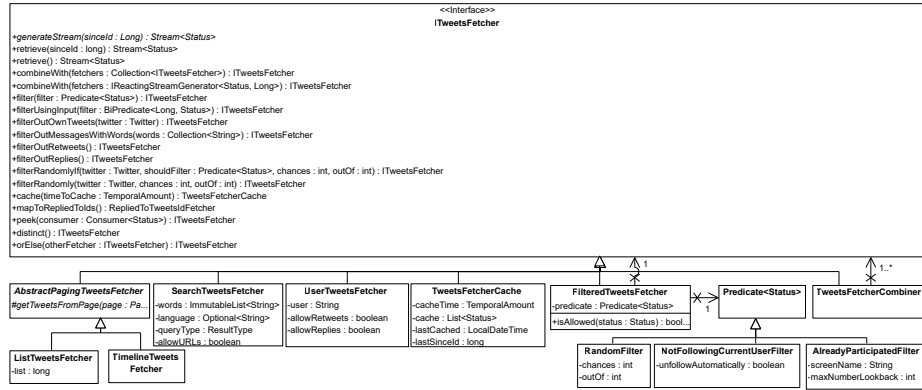 <<Interface>>
ITweetsFetcher
+generateStream(sinceId : Long) : Stream<Status>
+retrieve(sinceId : long) : Stream<Status>
+retrieve() : Stream<Status>
+combineWith(fetchers : Collection<ITweetsFetcher>) : ITweetsFetcher
+combineWith(fetchers : IReactingStreamGenerator<Status, Long>) : ITweetsFetcher
+filter(filter : Predicate<Status>) : ITweetsFetcher
+filterUsingInput(filter : BiPredicate<Long, Status>) : ITweetsFetcher
+filterOutOwnTweets(twitter : Twitter) : ITweetsFetcher
+filterOutMessagesWithWords(words : Collection<String>) : ITweetsFetcher
+filterOutRetweets() : ITweetsFetcher
+filterOutReplies() : ITweetsFetcher
+filterRandomlyIf(twitter : Twitter, shouldFilter : Predicate<Status>, chances : int, outOf : int) : ITweetsFetcher
+filterRandomly(twitter : Twitter, chances : int, outOf : int) : ITweetsFetcher
+cache(timeToCache : TemporalAmount) : TweetsFetcherCache
+mapToRepliedToIds() : RepliedToTweetsIdFetcher
+peek(consumer : Consumer<Status>) : ITweetsFetcher
+distinct() : ITweetsFetcher
+orElse(otherFetcher : ITweetsFetcher) : ITweetsFetcher
1
1..*
AbstractPagingTweetsFetcher
#getTweetsFromPage(page : Pa...
SearchTweetsFetcher
-words : ImmutableList<String>
-language : Optional<String>
-queryType : ResultType
-allowURLs : boolean
UserTweetsFetcher
-user : String
-allowRetweets : boolean
-allowReplies : boolean
TweetsFetcherCache
-cacheTime : TemporalAmount
-cache : List<Status>
-lastCached : LocalDateTime
-lastSinceId : long
FilteredTweetsFetcher
-predicate : Predicate<Status>
+isAllowed(status : Status) : bool...
1
Predicate<Status>
TweetsFetcherCombiner
ListTweetsFetcher
-list : long
TimelineTweets
Fetcher
RandomFilter
-chances : int
-outOf : int
NotFollowingCurrentUserFilter
-unfollowAutomatically : boolean
AlreadyParticipatedFilter
-screenName : String
-maxNumberLookback : int